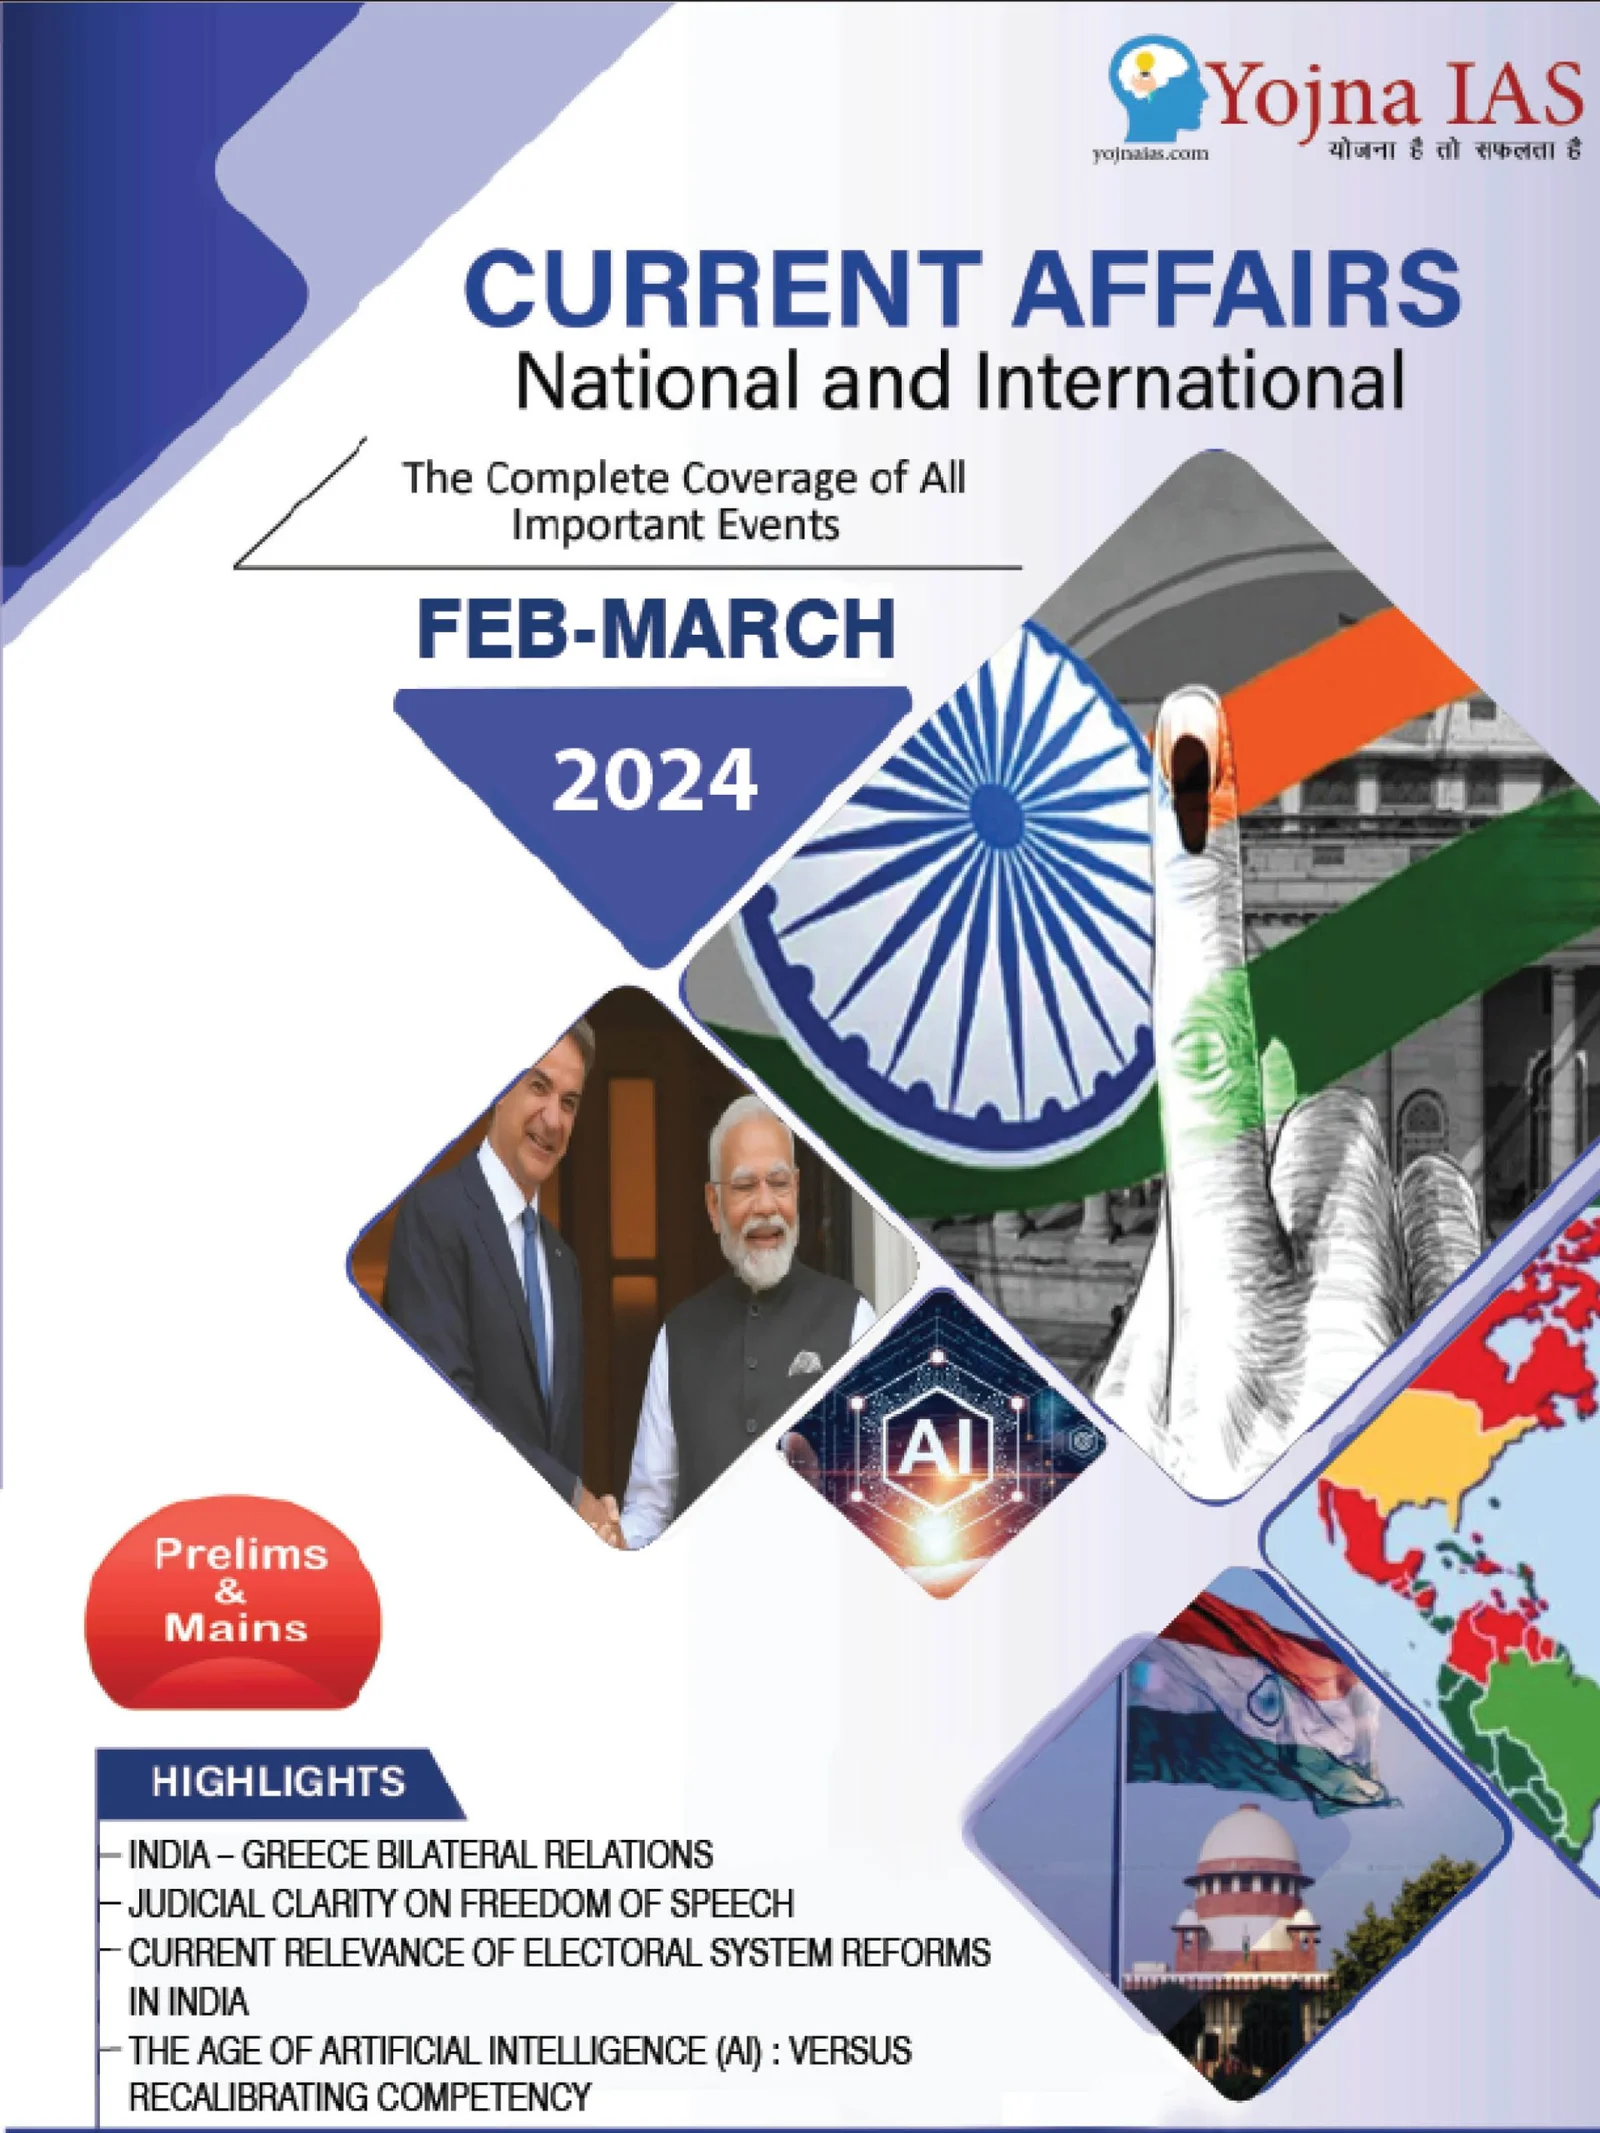 Yojna IAS
yojnaias.com
योजना है तो सफलता है
CURRENT AFFAIRS
National and International
The Complete Coverage of All
Important Events
FEB-MARCH
2024
AI
Prelims
&
Mains
HIGHLIGHTS
INDIA – GREECE BILATERAL RELATIONS
JUDICIAL CLARITY ON FREEDOM OF SPEECH
CURRENT RELEVANCE OF ELECTORAL SYSTEM REFORMS
IN INDIA
THE AGE OF ARTIFICIAL INTELLIGENCE (AI) : VERSUS
RECALIBRATING COMPETENCY